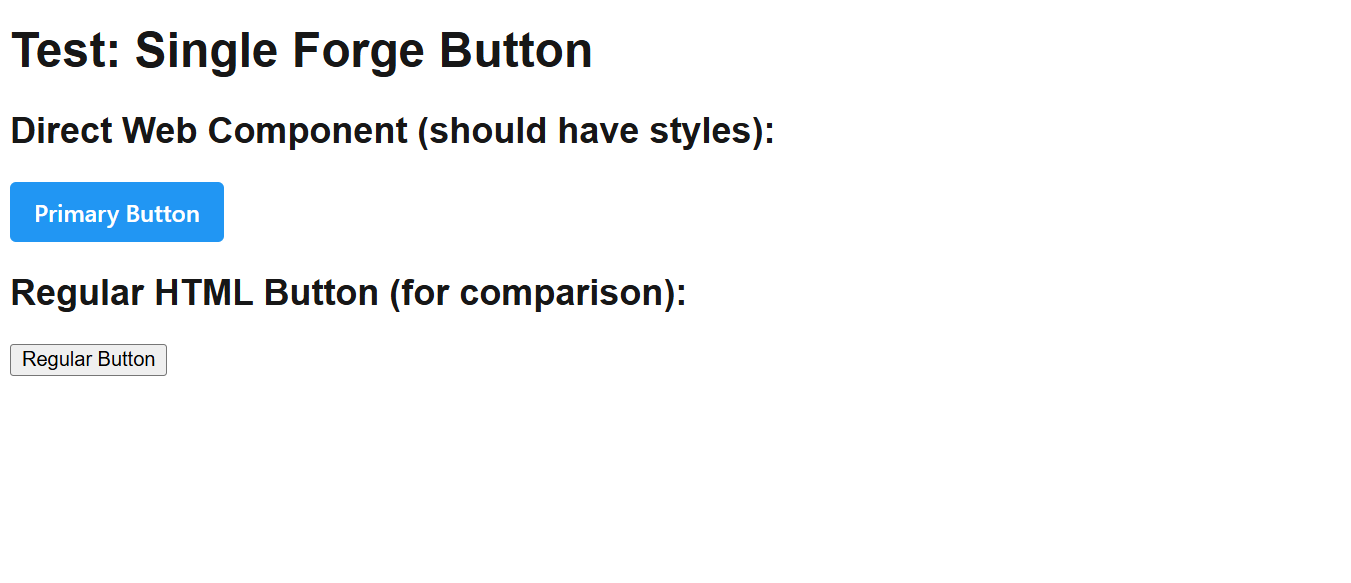 Test: Single Forge Button
Direct Web Component (should have styles):
Primary Button
Regular HTML Button (for comparison):
Regular Button